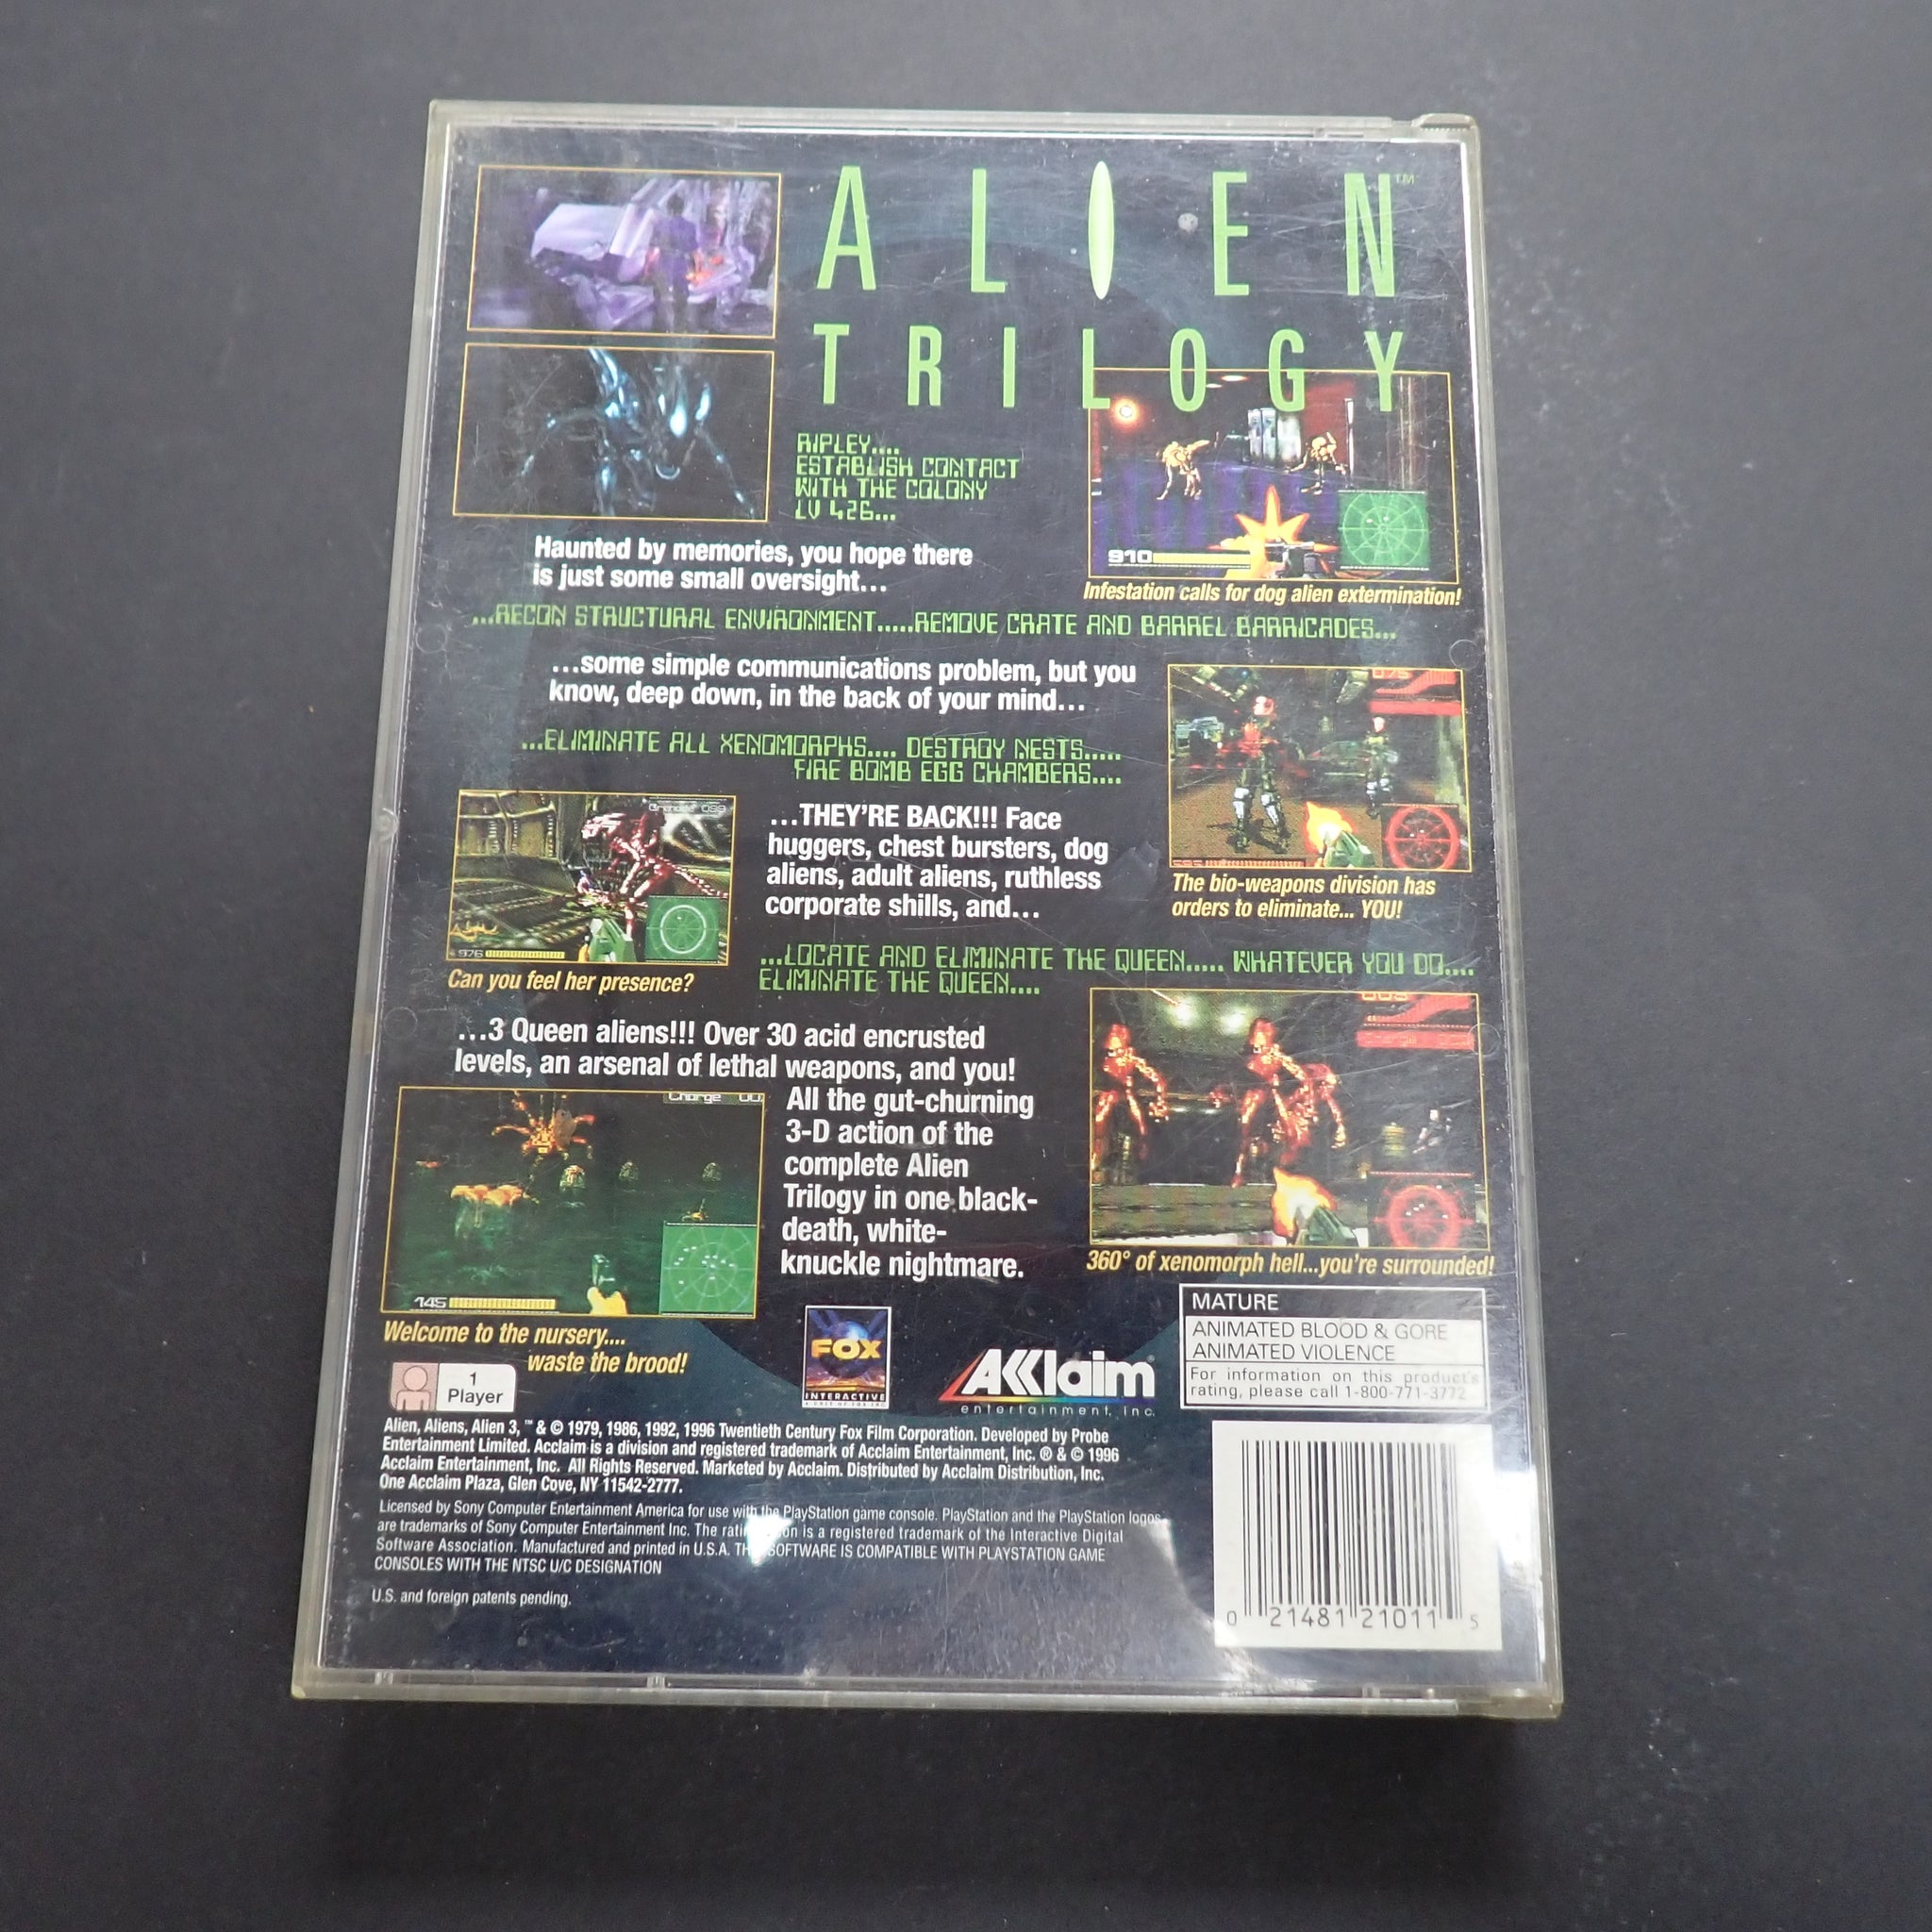 ALIEN™
TRILOGY
RIPLEY....
ESTABLISH CONTACT
WITH THE COLONY
LV 426...
910
Infestation calls for dog alien extermination!
Haunted by memories, you hope there
is just some small oversight...
...RECON STRUCTURAL ENVIRONMENT.....REMOVE CRATE AND BARREL BARRICADES...
...some simple communications problem, but you
know, deep down, in the back of your mind...
...ELIMINATE ALL XENOMORPHS.... DESTROY NESTS.....
FIRE BOMB EGG CHAMBERS....
The bio-weapons division has
orders to eliminate... YOU!
976
Can you feel her presence?
...THEY'RE BACK!!! Face
huggers, chest bursters, dog
aliens, adult aliens, ruthless
corporate shills, and...
...LOCATE AND ELIMINATE THE QUEEN..... WHATEVER YOU DO....
ELIMINATE THE QUEEN....
...3 Queen aliens!!! Over 30 acid encrusted
levels, an arsenal of lethal weapons, and you!
All the gut-churning
3-D action of the
complete Alien
Trilogy in one black-
death, white-
knuckle nightmare.
Charge
145
Welcome to the nursery....
waste the brood!
360° of xenomorph hell...you're surrounded!
1
Player
FOX
INTERACTIVE
AKKlaim
entertainment, inc.
MATURE
ANIMATED BLOOD & GORE
ANIMATED VIOLENCE
For information on this product's
rating, please call 1-800-771-3772
Alien, Aliens, Alien 3, ™ & © 1979, 1986, 1992, 1996 Twentieth Century Fox Film Corporation. Developed by Probe
Entertainment Limited. Acclaim is a division and registered trademark of Acclaim Entertainment, Inc. ® & © 1996
Acclaim Entertainment, Inc. All Rights Reserved. Marketed by Acclaim. Distributed by Acclaim Distribution, Inc.
One Acclaim Plaza, Glen Cove, NY 11542-2777.
Licensed by Sony Computer Entertainment America for use with the PlayStation game console. PlayStation and the PlayStation logos
are trademarks of Sony Computer Entertainment Inc. The is a registered trademark of the Interactive Digital
Software Association. Manufactured and printed in U.S.A. SOFTWARE IS COMPATIBLE WITH PLAYSTATION GAME
CONSOLES WITH THE NTSC U/C DESIGNATION
U.S. and foreign patents pending.
0 21481 21011 5